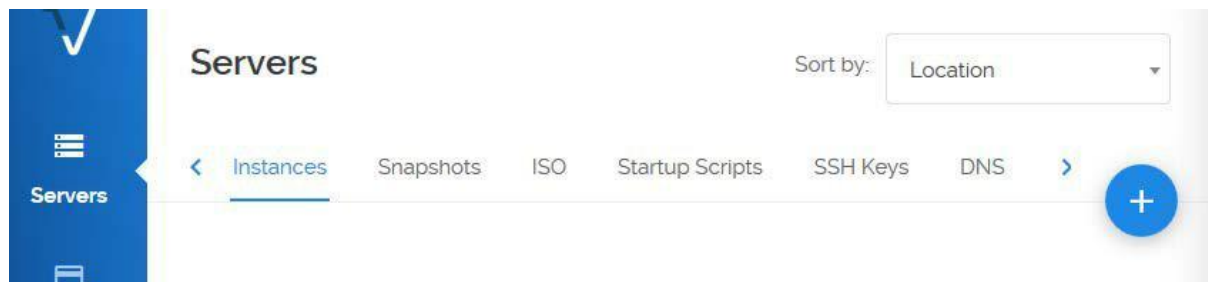 Servers
Sort by: Location
Instances Snapshots ISO Startup Scripts SSH Keys DNS
Servers